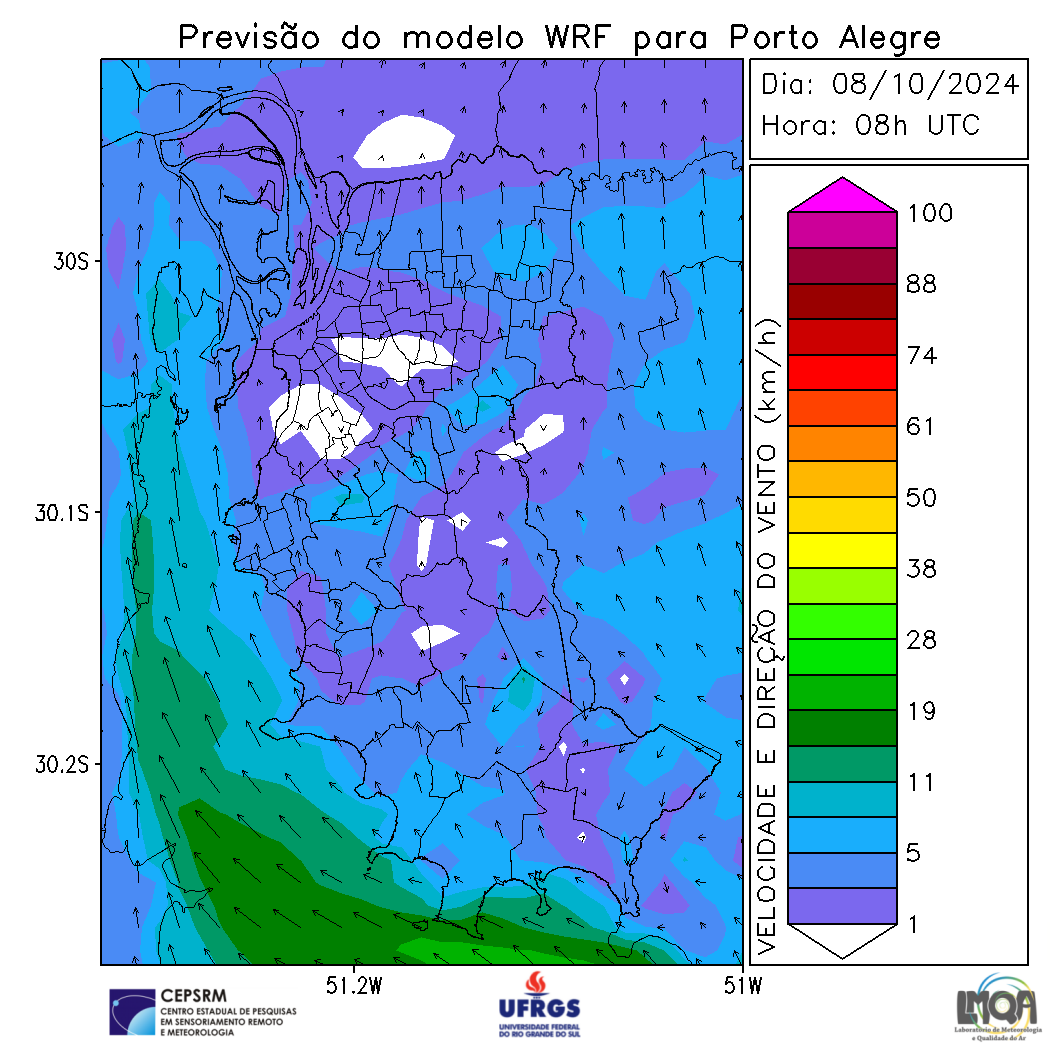 Previsão do modelo WRF para Porto Alegre
Dia: 08/10/2024
Hora: 08h UTC
30S
30.1S
30.2S
51.2W
51W
VELOCIDADE E DIREÇÃO DO VENTO (km/h)
100
88
74
61
50
38
28
19
11
5
1
CEPSRM
CENTRO ESTADUAL DE PESQUISAS
EM SENSORIAMENTO REMOTO
E METEOROLOGIA
UFRGS
UNIVERSIDADE FEDERAL
DO RIO GRANDE DO SUL
LMQA
Laboratório de Meteorologia
e Qualidade do Ar